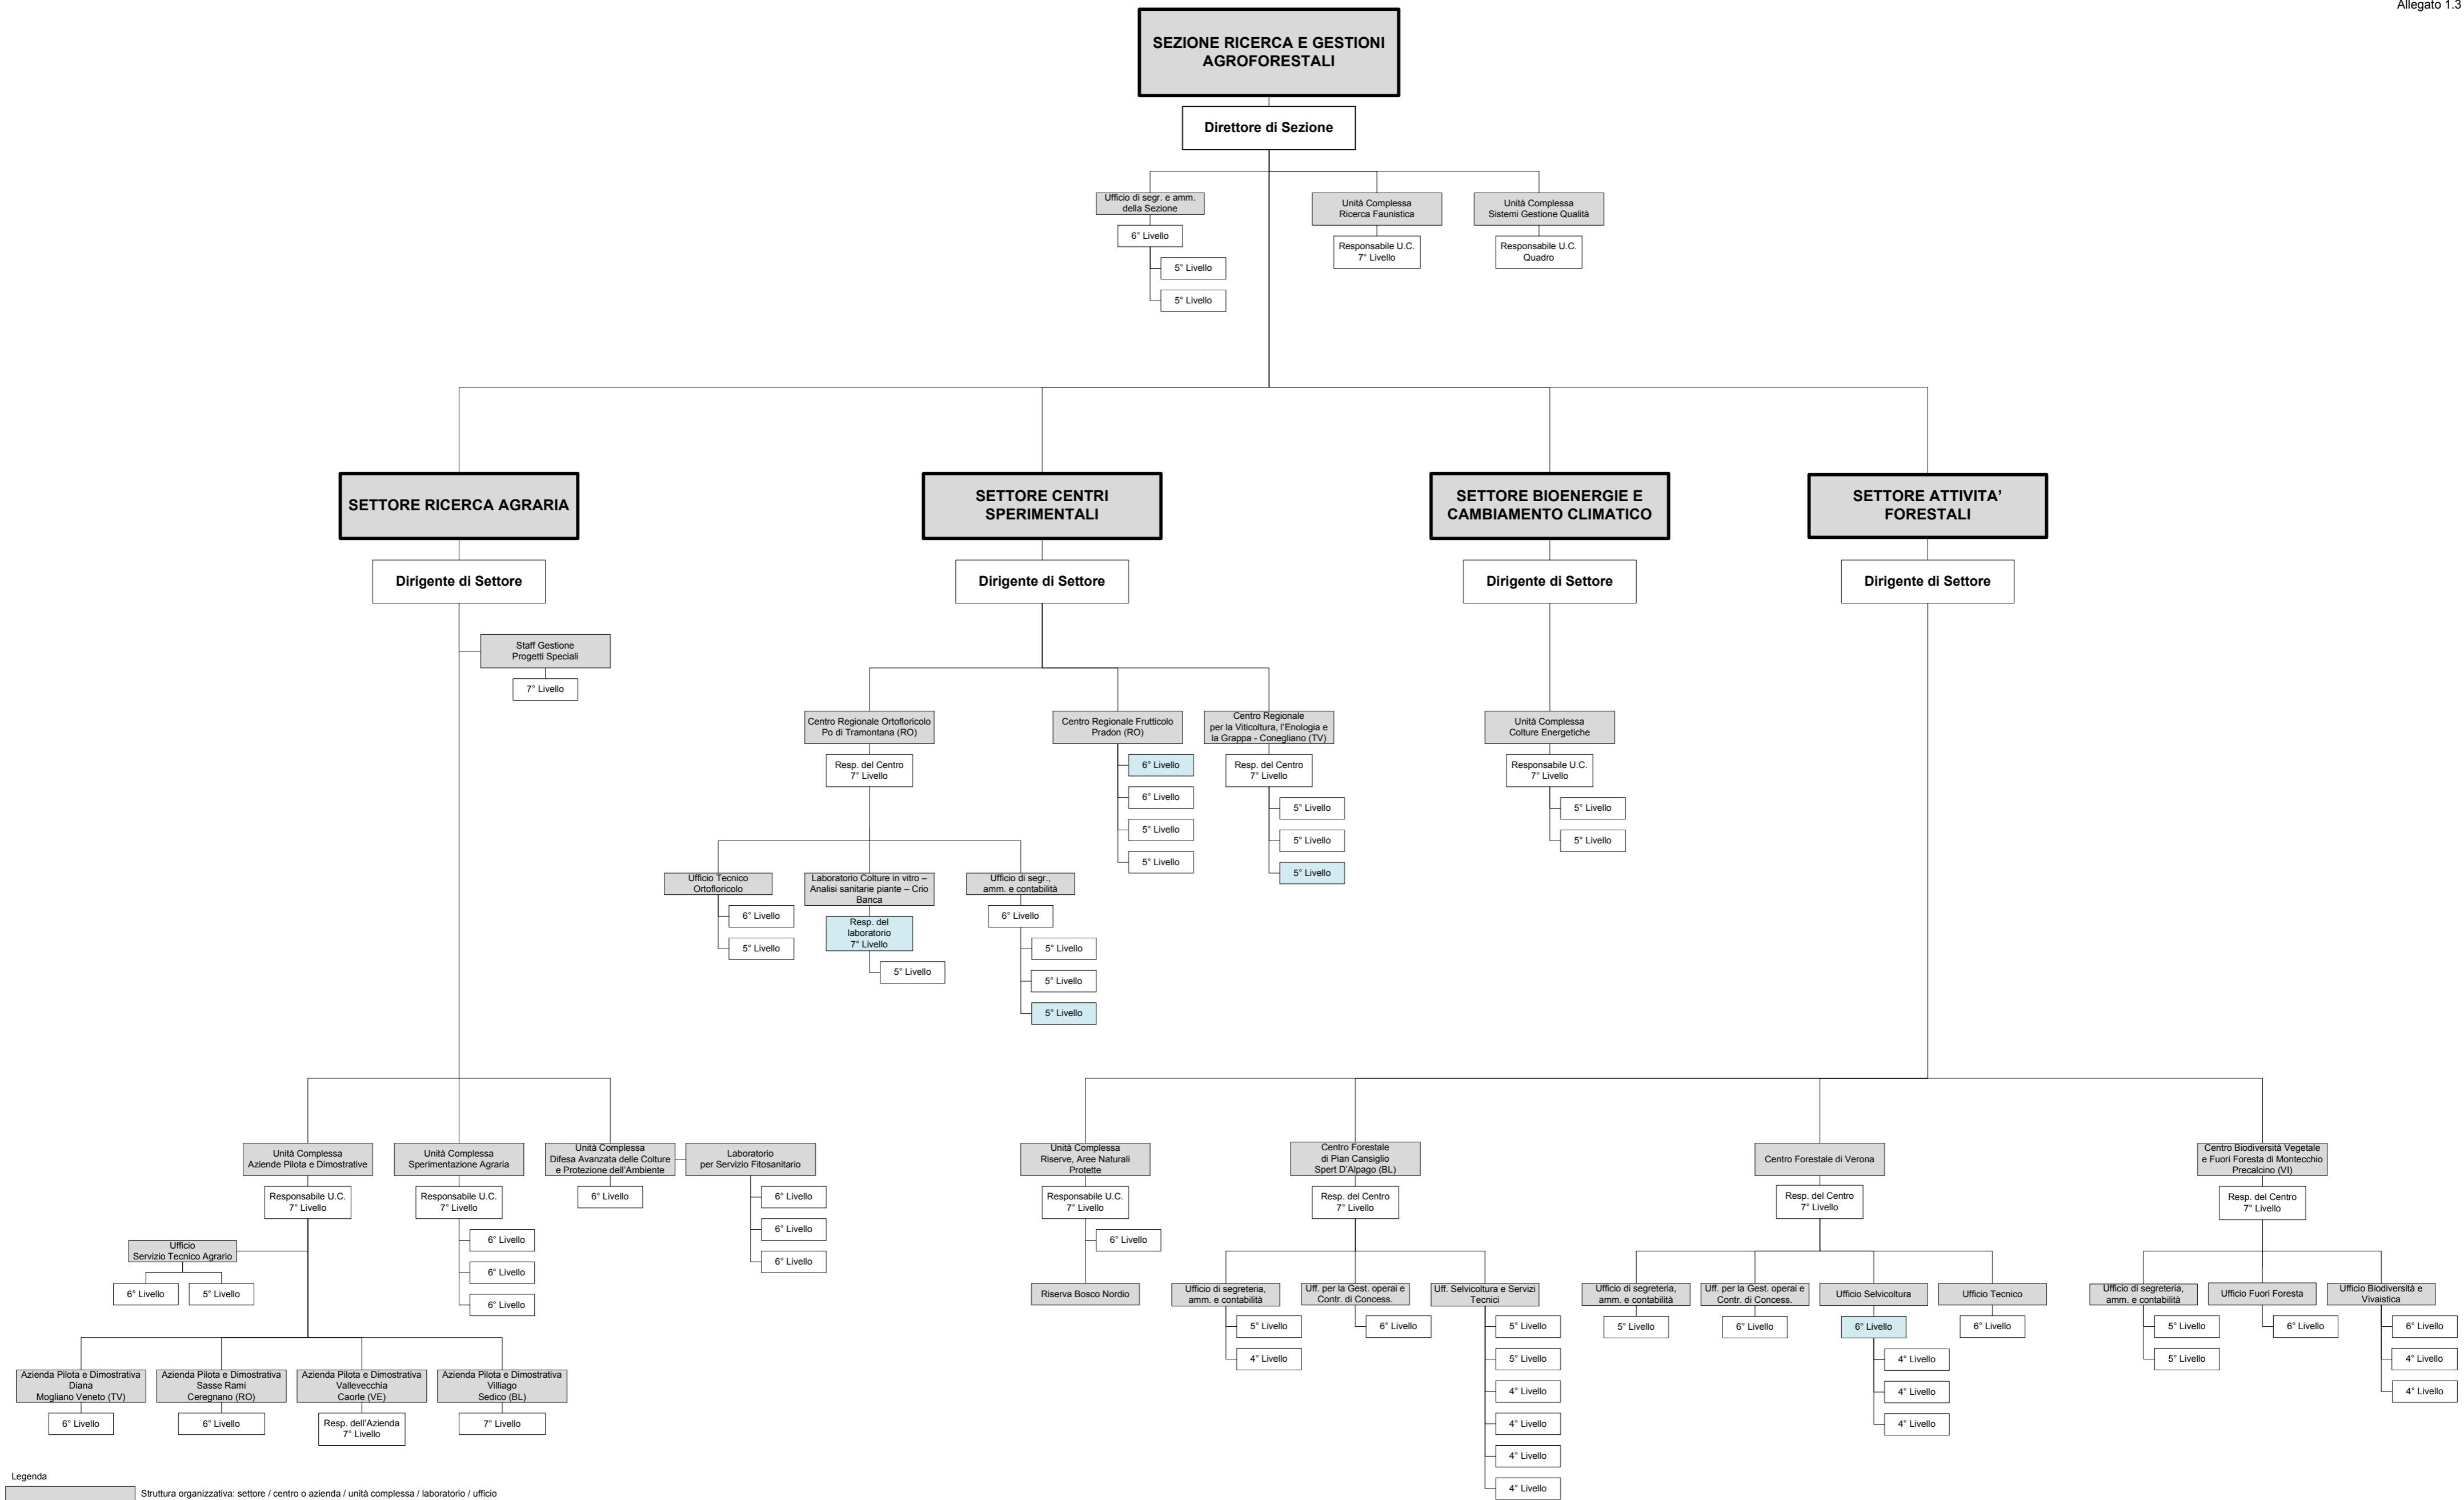 Allegato 1.3
SEZIONE RICERCA E GESTIONI
AGROFORESTALI
Direttore di Sezione
Ufficio di segr. e amm.
della Sezione
6° Livello
5° Livello
5° Livello
Unità Complessa
Ricerca Faunistica
Responsabile U.C.
7° Livello
Unità Complessa
Sistemi Gestione Qualità
Responsabile U.C.
Quadro
SETTORE RICERCA AGRARIA
Dirigente di Settore
Staff Gestione
Progetti Speciali
7° Livello
Unità Complessa
Aziende Pilota e Dimostrative
Responsabile U.C.
7° Livello
Ufficio
Servizio Tecnico Agrario
6° Livello
5° Livello
Azienda Pilota e Dimostrativa
Diana
Mogliano Veneto (TV)
6° Livello
Azienda Pilota e Dimostrativa
Sasse Rami
Ceregnano (RO)
6° Livello
Azienda Pilota e Dimostrativa
Vallevecchia
Caorle (VE)
Resp. dell'Azienda
7° Livello
Azienda Pilota e Dimostrativa
Villiago
Sedico (BL)
7° Livello
Unità Complessa
Sperimentazione Agraria
Responsabile U.C.
7° Livello
6° Livello
6° Livello
6° Livello
Unità Complessa
Difesa Avanzata delle Colture
e Protezione dell'Ambiente
6° Livello
Laboratorio
per Servizio Fitosanitario
6° Livello
6° Livello
6° Livello
SETTORE CENTRI
SPERIMENTALI
Dirigente di Settore
Centro Regionale Ortofloricolo
Po di Tramontana (RO)
Resp. del Centro
7° Livello
Ufficio Tecnico
Ortofloricolo
6° Livello
5° Livello
Laboratorio Colture in vitro –
Analisi sanitarie piante – Crio
Banca
Resp. del
laboratorio
7° Livello
5° Livello
Ufficio di segr.,
amm. e contabilità
6° Livello
5° Livello
5° Livello
5° Livello
Centro Regionale Frutticolo
Pradon (RO)
6° Livello
6° Livello
5° Livello
5° Livello
Centro Regionale
per la Viticoltura, l'Enologia e
la Grappa - Conegliano (TV)
Resp. del Centro
7° Livello
5° Livello
5° Livello
5° Livello
SETTORE BIOENERGIE E
CAMBIAMENTO CLIMATICO
Dirigente di Settore
Unità Complessa
Colture Energetiche
Responsabile U.C.
7° Livello
5° Livello
5° Livello
SETTORE ATTIVITA'
FORESTALI
Dirigente di Settore
Unità Complessa
Riserve, Aree Naturali
Protette
Responsabile U.C.
7° Livello
6° Livello
Riserva Bosco Nordio
Centro Forestale
di Pian Cansiglio
Spert D'Alpago (BL)
Resp. del Centro
7° Livello
Ufficio di segreteria,
amm. e contabilità
5° Livello
4° Livello
Uff. per la Gest. operai e
Contr. di Concess.
6° Livello
Uff. Selvicoltura e Servizi
Tecnici
5° Livello
5° Livello
4° Livello
4° Livello
4° Livello
4° Livello
Centro Forestale di Verona
Resp. del Centro
7° Livello
Ufficio di segreteria,
amm. e contabilità
5° Livello
Uff. per la Gest. operai e
Contr. di Concess.
6° Livello
Ufficio Selvicoltura
6° Livello
4° Livello
4° Livello
4° Livello
Ufficio Tecnico
6° Livello
Centro Biodiversità Vegetale
e Fuori Foresta di Montecchio
Precalcino (VI)
Resp. del Centro
7° Livello
Ufficio di segreteria,
amm. e contabilità
5° Livello
5° Livello
Ufficio Fuori Foresta
6° Livello
Ufficio Biodiversità e
Vivaistica
6° Livello
4° Livello
4° Livello
Legenda
Struttura organizzativa: settore / centro o azienda / unità complessa / laboratorio / ufficio